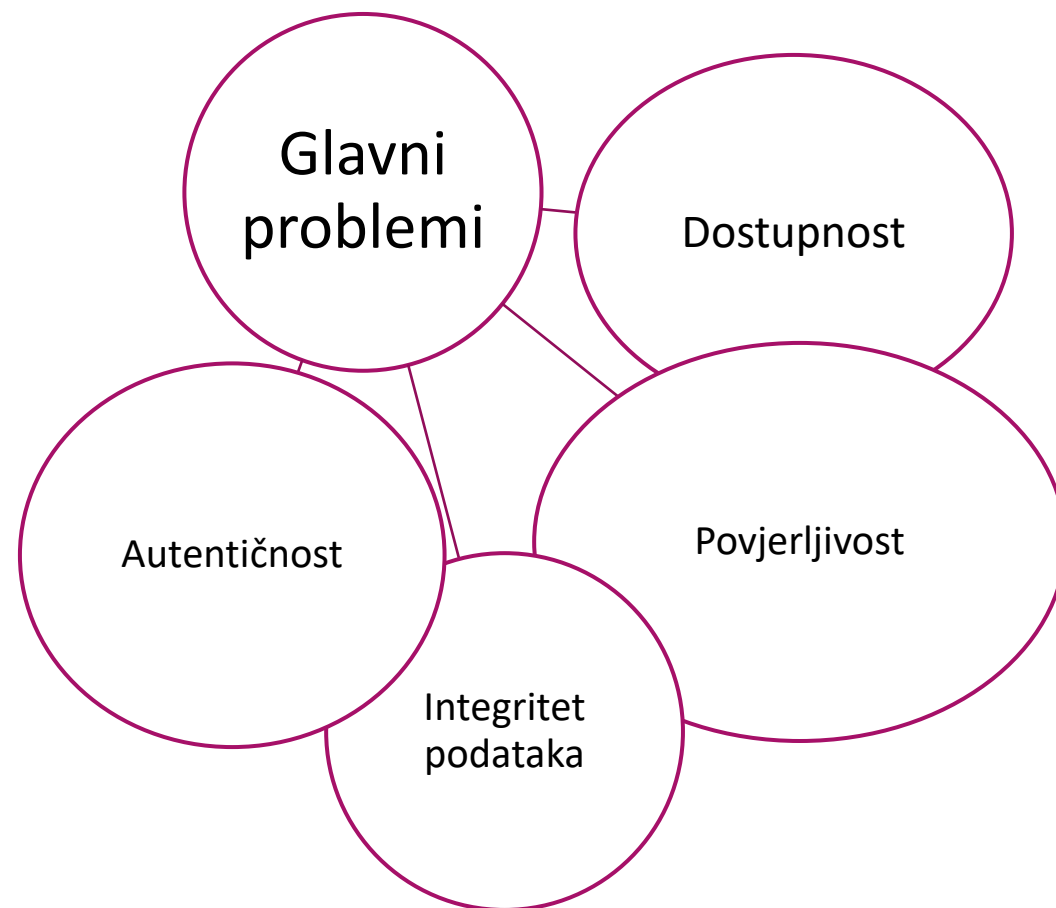 Glavni
problemi
Dostupnost
Povjerljivost
Integritet
podataka
Autentičnost